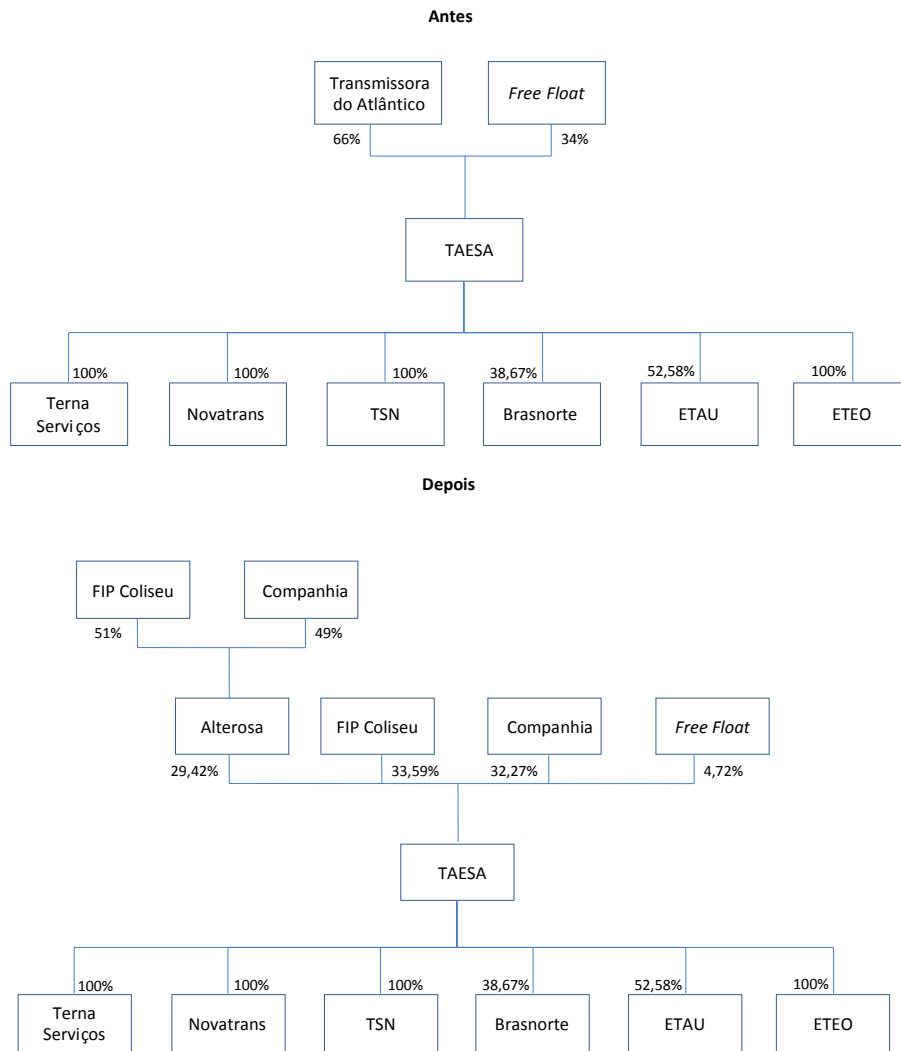 Antes
Transmissora
do Atlântico
Free Float
66%
34%
TAESA
100%
100%
100%
38,67%
52,58%
100%
Terna
Serviços
Novatrans
TSN
Brasnorte
ETAU
ETEO
Depois
FIP Coliseu
Companhia
51%
49%
Alterosa
FIP Coliseu
Companhia
Free Float
29,42%
33,59%
32,27%
4,72%
TAESA
100%
100%
100%
38,67%
52,58%
100%
Terna
Serviços
Novatrans
TSN
Brasnorte
ETAU
ETEO